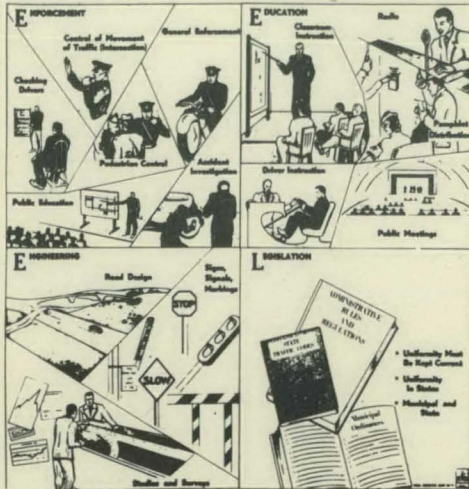 ENFORCEMENT
Control of Movement
of Traffic (Intersection)
General Enforcement
Checking
Drivers
Pedestrian Control
Accident
Investigation
Public Education
EDUCATION
Classroom
Instruction
Radio
Pamphlet
Distribution
Driver Instruction
Public Meetings
ENGINEERING
Road Design
Signs,
Signals,
Markings
STOP
SLOW
Studies and Surveys
LEGISLATION
ADMINISTRATIVE
RULES
AND
REGULATIONS
STATE
TRAFFIC CODES
Municipal
Ordinances
• Uniformity Must
Be Kept Current
• Uniformity
In States
• Municipal and
State